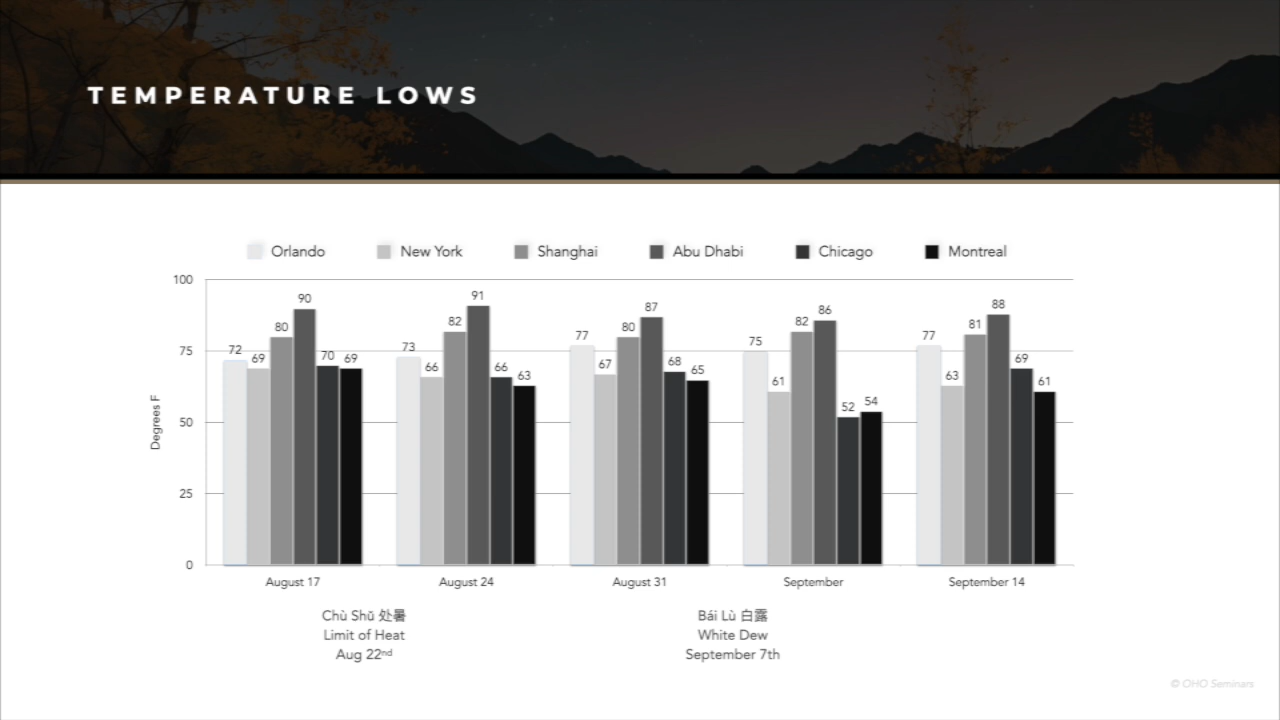 TEMPERATURE LOWS
Orlando New York Shanghai Abu Dhabi Chicago Montreal
100
75
50
25
0
Degrees F
72 69 80 90 70 69
73 66 82 91 66 63
77 67 80 87 68 65
75 61 82 86 52 54
77 63 81 88 69 61
August 17 August 24 August 31 September September 14
Chù Shŭ 处暑
Limit of Heat
Aug 22nd
Bái Lù 白露
White Dew
September 7th
© OHO Seminars